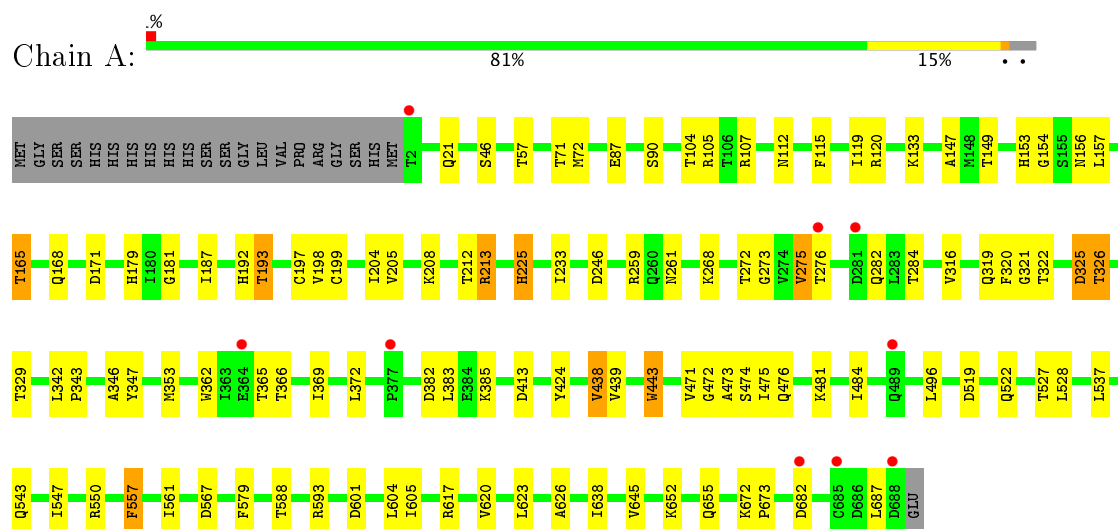 .%
Chain A:
81% 15% • •
MET GLY SER SER HIS HIS HIS HIS HIS HIS SER SER GLY LEU VAL PRO ARG GLY SER HIS MET T2 Q21 S46 T57 T71 M72 E87 S90 T104 R105 T106 R107 N112 F115 I119 R120 K133 A147 M148 T149 H153 G154 S155 N156 L157
T165 Q168 D171 H179 I180 G181 I187 H192 T193 C197 V198 C199 I204 V205 K208 T212 R213 H225 I233 D246 R259 Q260 N261 K268 T272 G273 V274 V275 T276 D281 Q282 L283 T284 V316 Q319 F320 G321 T322 D325 T326
T329 L342 P343 A346 Y347 M353 W362 I363 E364 T365 T366 I369 L372 P377 D382 L383 E384 K385 D413 Y424 V438 V439 W443 V471 G472 A473 S474 I475 Q476 K481 I484 Q489 L496 D519 Q522 T527 L528 L537
Q543 I547 R550 F557 I561 D567 F579 T588 R593 D601 L604 I605 R617 V620 L623 A626 I638 V645 K652 Q655 K672 P673 D682 C685 D686 L687 D688 GLU